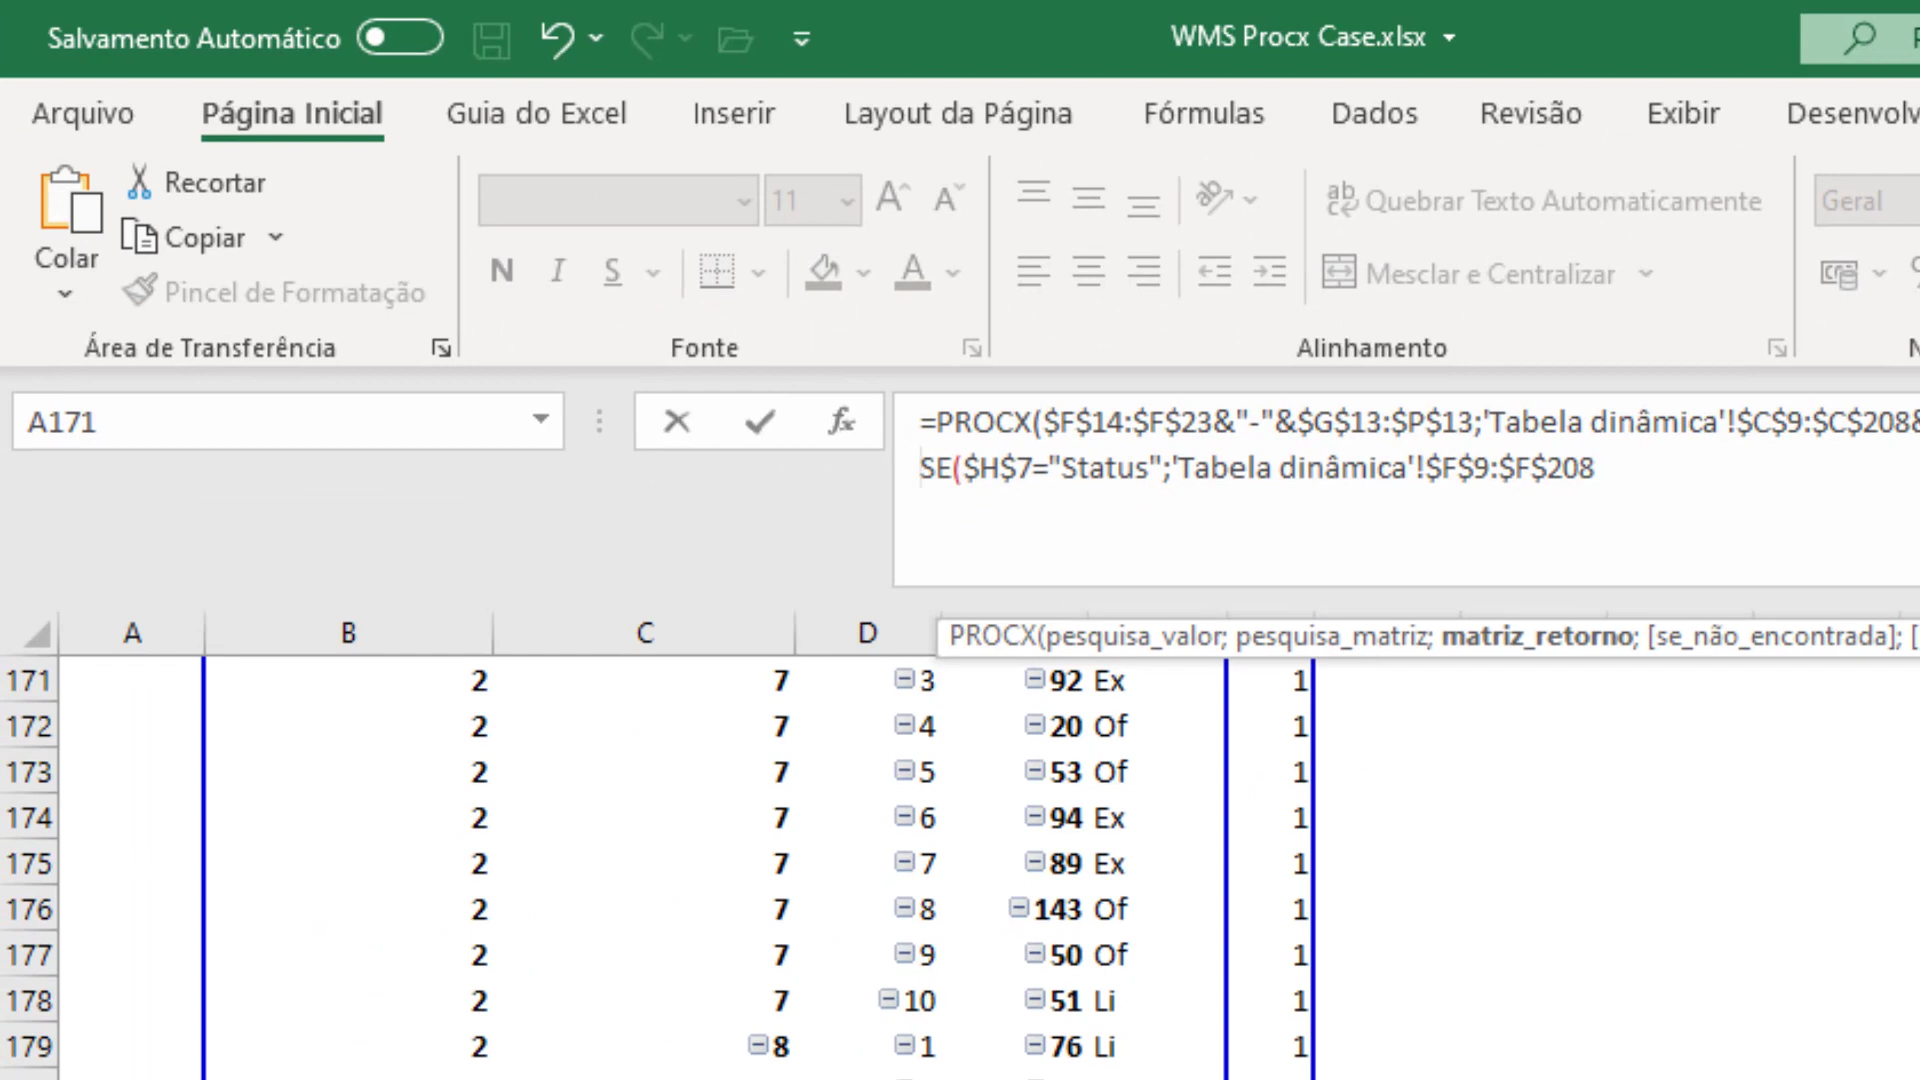 Salvamento Automático
WMS Procx Case.xlsx
Arquivo Página Inicial Guia do Excel Inserir Layout da Página Fórmulas Dados Revisão Exibir Desenvolv
Colar
Recortar
Copiar
Pincel de Formatação
Área de Transferência
11
N I S
Fonte
Quebrar Texto Automaticamente
Mesclar e Centralizar
Alinhamento
Geral
A171
=PROCX($F$14:$F$23&"-"&$G$13:$P$13;'Tabela dinâmica'!$C$9:$C$208&
SE($H$7="Status";'Tabela dinâmica'!$F$9:$F$208
PROCX(pesquisa_valor; pesquisa_matriz; matriz_retorno; [se_não_encontrada]; [
A B C D
171 2 7 3 92 Ex 1
172 2 7 4 20 Of 1
173 2 7 5 53 Of 1
174 2 7 6 94 Ex 1
175 2 7 7 89 Ex 1
176 2 7 8 143 Of 1
177 2 7 9 50 Of 1
178 2 7 10 51 Li 1
179 2 8 1 76 Li 1